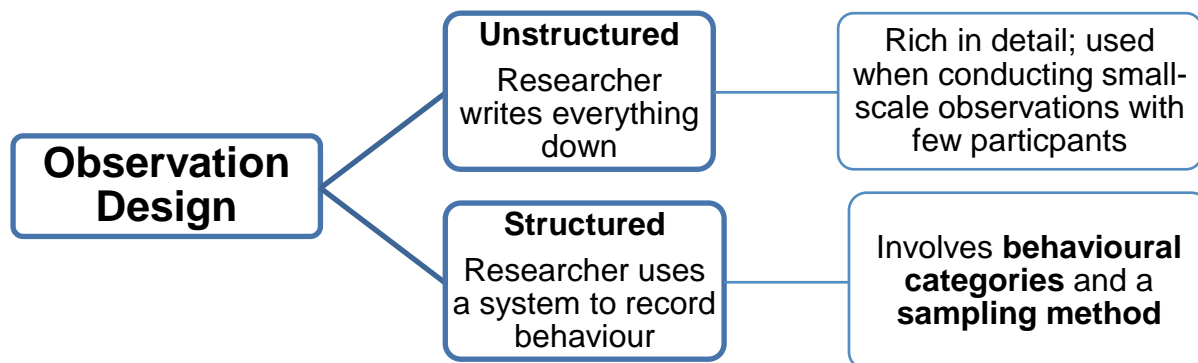 Observation
Design
Unstructured
Researcher
writes everything
down
Rich in detail; used
when conducting small-
scale observations with
few particpants
Structured
Researcher uses
a system to record
behaviour
Involves behavioural
categories and a
sampling method